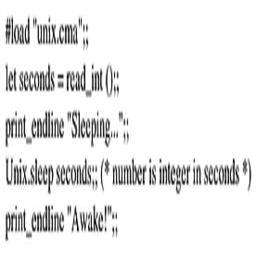 #load "unix.cma";;
let seconds = read_int ();;
print_endline "Sleeping...";;
Unix.sleep seconds;; (* number is integer in seconds *)
print_endline "Awake!";;